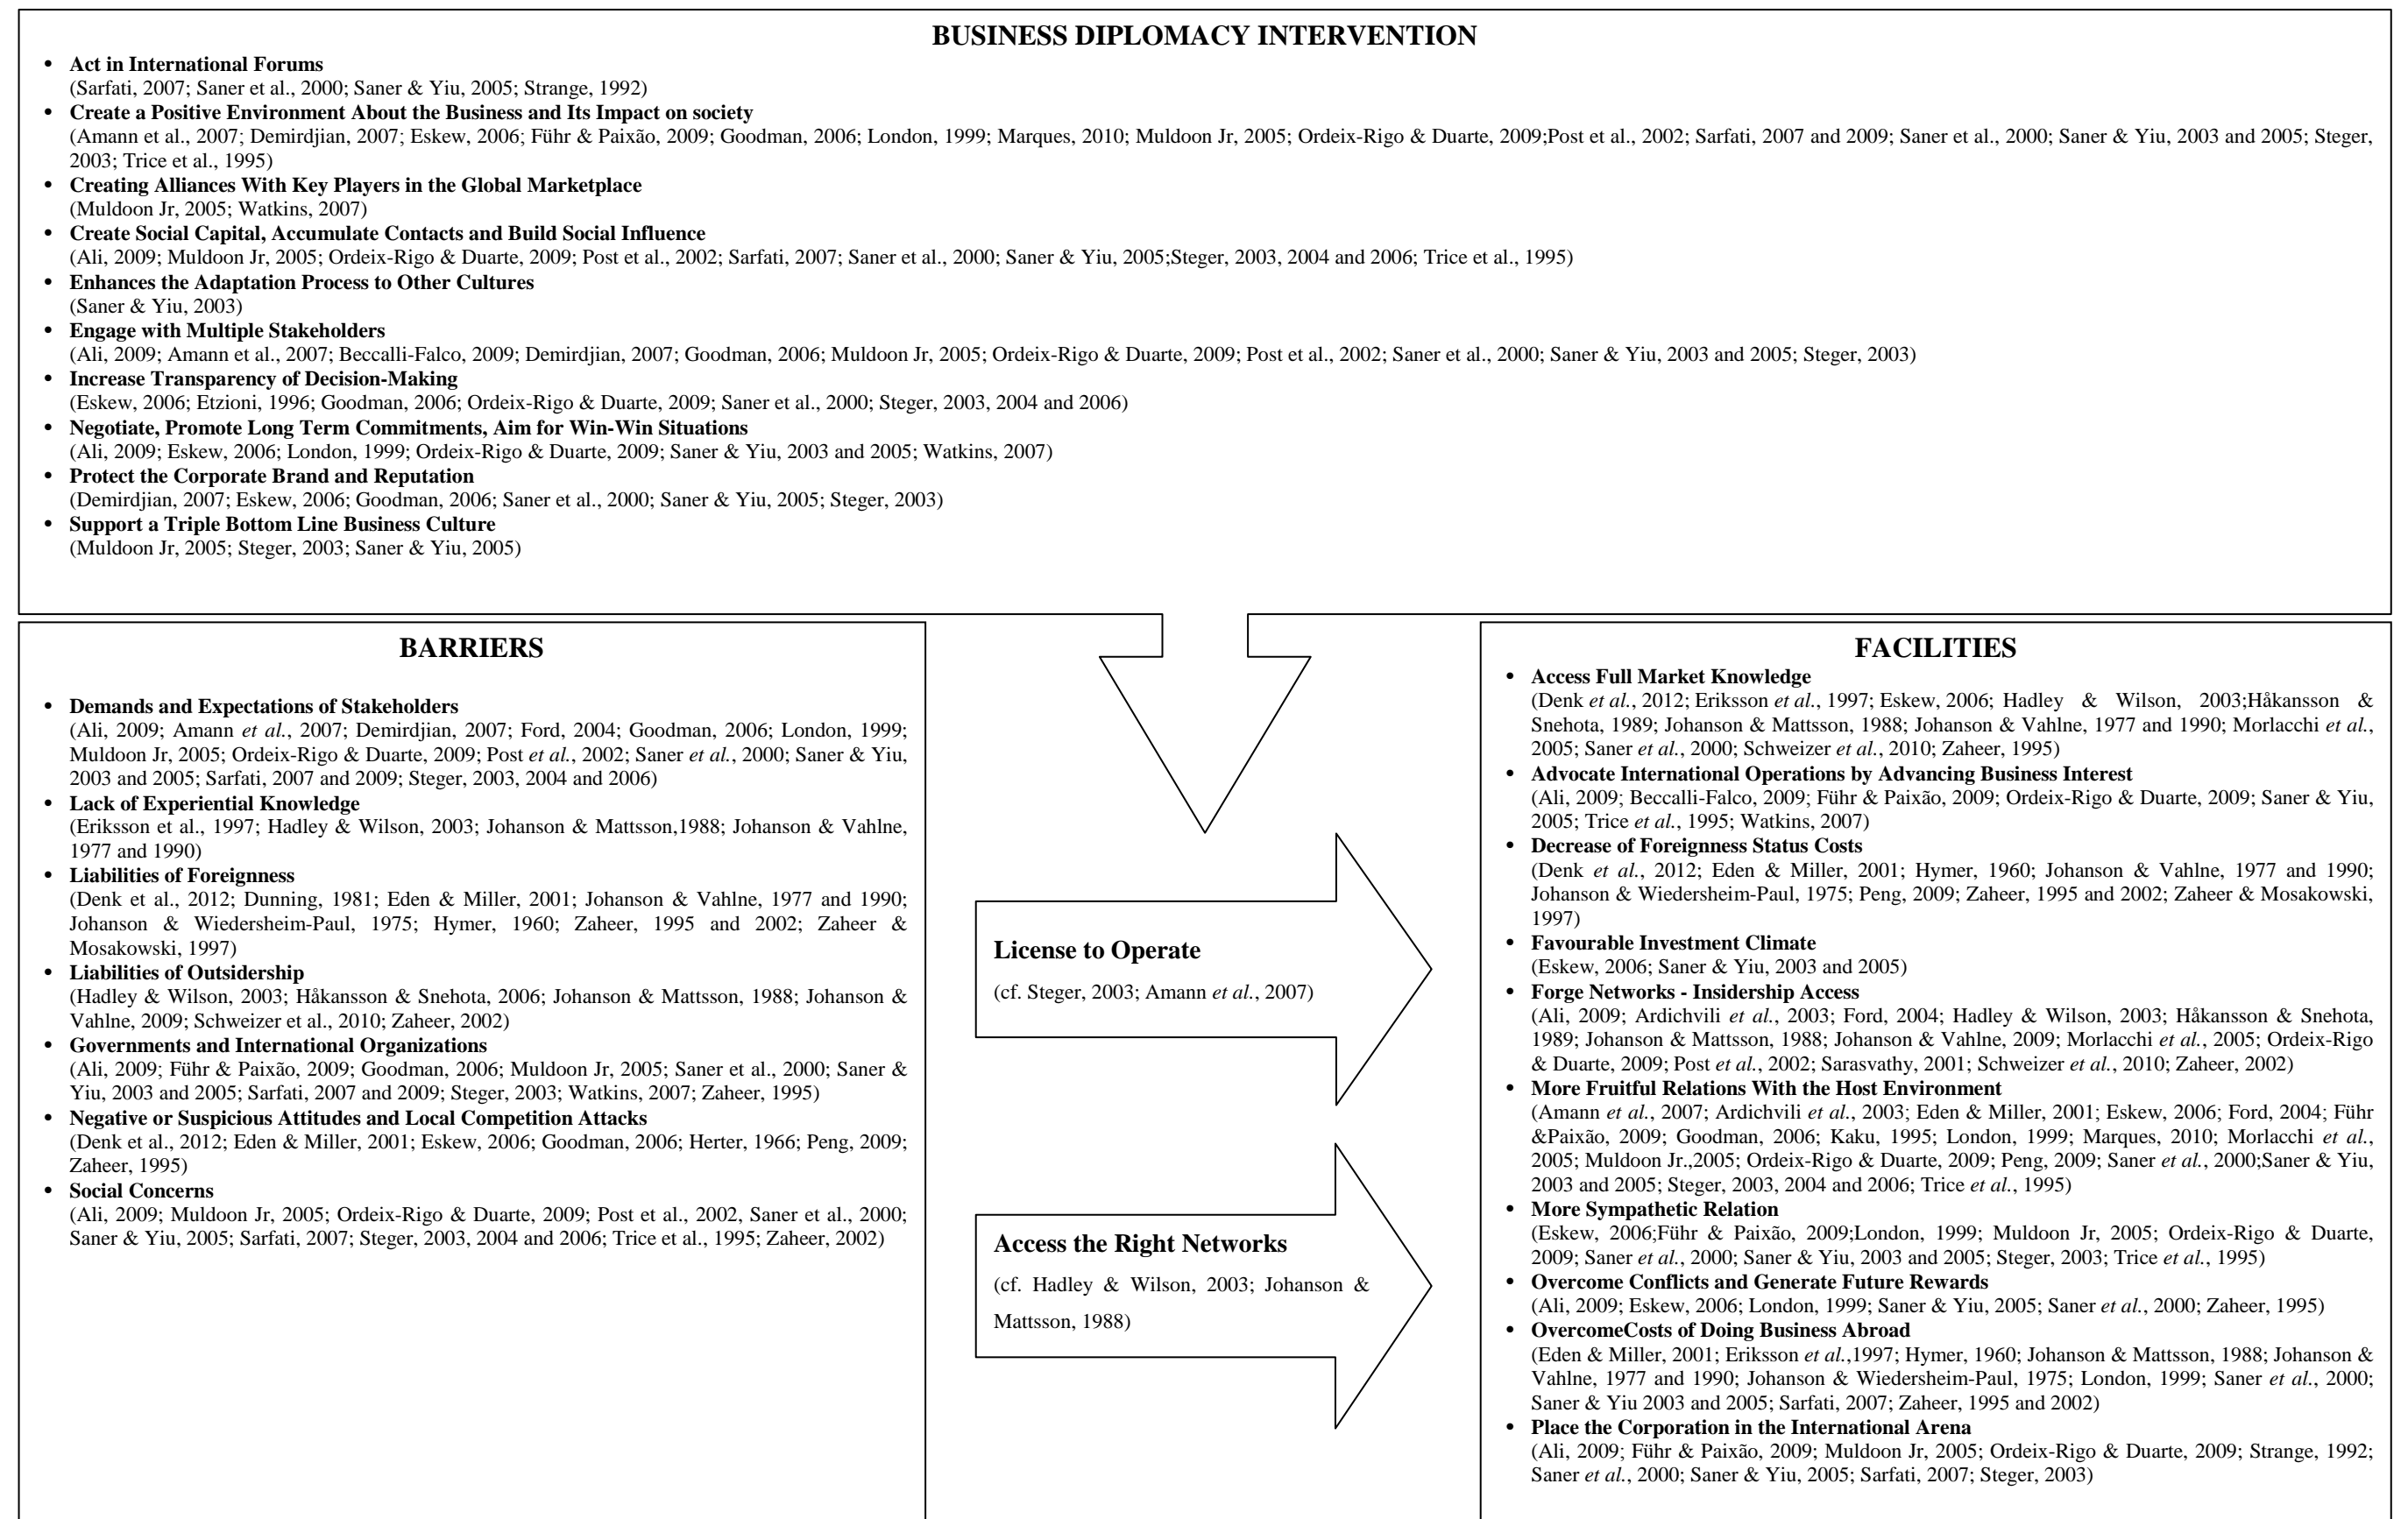 BUSINESS DIPLOMACY INTERVENTION
• Act in International Forums
(Sarfati, 2007; Saner et al., 2000; Saner & Yiu, 2005; Strange, 1992)
• Create a Positive Environment About the Business and Its Impact on society
(Amann et al., 2007; Demirdjian, 2007; Eskew, 2006; Führ & Paixão, 2009; Goodman, 2006; London, 1999; Marques, 2010; Muldoon Jr, 2005; Ordeix-Rigo & Duarte, 2009;Post et al., 2002; Sarfati, 2007 and 2009; Saner et al., 2000; Saner & Yiu, 2003 and 2005; Steger,
2003; Trice et al., 1995)
• Creating Alliances With Key Players in the Global Marketplace
(Muldoon Jr, 2005; Watkins, 2007)
• Create Social Capital, Accumulate Contacts and Build Social Influence
(Ali, 2009; Muldoon Jr, 2005; Ordeix-Rigo & Duarte, 2009; Post et al., 2002; Sarfati, 2007; Saner et al., 2000; Saner & Yiu, 2005;Steger, 2003, 2004 and 2006; Trice et al., 1995)
• Enhances the Adaptation Process to Other Cultures
(Saner & Yiu, 2003)
• Engage with Multiple Stakeholders
(Ali, 2009; Amann et al., 2007; Beccalli-Falco, 2009; Demirdjian, 2007; Goodman, 2006; Muldoon Jr, 2005; Ordeix-Rigo & Duarte, 2009; Post et al., 2002; Saner et al., 2000; Saner & Yiu, 2003 and 2005; Steger, 2003)
• Increase Transparency of Decision-Making
(Eskew, 2006; Etzioni, 1996; Goodman, 2006; Ordeix-Rigo & Duarte, 2009; Saner et al., 2000; Steger, 2003, 2004 and 2006)
• Negotiate, Promote Long Term Commitments, Aim for Win-Win Situations
(Ali, 2009; Eskew, 2006; London, 1999; Ordeix-Rigo & Duarte, 2009; Saner & Yiu, 2003 and 2005; Watkins, 2007)
• Protect the Corporate Brand and Reputation
(Demirdjian, 2007; Eskew, 2006; Goodman, 2006; Saner et al., 2000; Saner & Yiu, 2005; Steger, 2003)
• Support a Triple Bottom Line Business Culture
(Muldoon Jr, 2005; Steger, 2003; Saner & Yiu, 2005)
BARRIERS
• Demands and Expectations of Stakeholders
(Ali, 2009; Amann et al., 2007; Demirdjian, 2007; Ford, 2004; Goodman, 2006; London, 1999;
Muldoon Jr, 2005; Ordeix-Rigo & Duarte, 2009; Post et al., 2002; Saner et al., 2000; Saner & Yiu,
2003 and 2005; Sarfati, 2007 and 2009; Steger, 2003, 2004 and 2006)
• Lack of Experiential Knowledge
(Eriksson et al., 1997; Hadley & Wilson, 2003; Johanson & Mattsson,1988; Johanson & Vahlne,
1977 and 1990)
• Liabilities of Foreignness
(Denk et al., 2012; Dunning, 1981; Eden & Miller, 2001; Johanson & Vahlne, 1977 and 1990;
Johanson & Wiedersheim-Paul, 1975; Hymer, 1960; Zaheer, 1995 and 2002; Zaheer &
Mosakowski, 1997)
• Liabilities of Outsidership
(Hadley & Wilson, 2003; Håkansson & Snehota, 2006; Johanson & Mattsson, 1988; Johanson &
Vahlne, 2009; Schweizer et al., 2010; Zaheer, 2002)
• Governments and International Organizations
(Ali, 2009; Führ & Paixão, 2009; Goodman, 2006; Muldoon Jr, 2005; Saner et al., 2000; Saner &
Yiu, 2003 and 2005; Sarfati, 2007 and 2009; Steger, 2003; Watkins, 2007; Zaheer, 1995)
• Negative or Suspicious Attitudes and Local Competition Attacks
(Denk et al., 2012; Eden & Miller, 2001; Eskew, 2006; Goodman, 2006; Herter, 1966; Peng, 2009;
Zaheer, 1995)
• Social Concerns
(Ali, 2009; Muldoon Jr, 2005; Ordeix-Rigo & Duarte, 2009; Post et al., 2002, Saner et al., 2000;
Saner & Yiu, 2005; Sarfati, 2007; Steger, 2003, 2004 and 2006; Trice et al., 1995; Zaheer, 2002)
License to Operate
(cf. Steger, 2003; Amann et al., 2007)
Access the Right Networks
(cf. Hadley & Wilson, 2003; Johanson &
Mattsson, 1988)
FACILITIES
• Access Full Market Knowledge
(Denk et al., 2012; Eriksson et al., 1997; Eskew, 2006; Hadley & Wilson, 2003;Håkansson &
Snehota, 1989; Johanson & Mattsson, 1988; Johanson & Vahlne, 1977 and 1990; Morlacchi et al.,
2005; Saner et al., 2000; Schweizer et al., 2010; Zaheer, 1995)
• Advocate International Operations by Advancing Business Interest
(Ali, 2009; Beccalli-Falco, 2009; Führ & Paixão, 2009; Ordeix-Rigo & Duarte, 2009; Saner & Yiu,
2005; Trice et al., 1995; Watkins, 2007)
• Decrease of Foreignness Status Costs
(Denk et al., 2012; Eden & Miller, 2001; Hymer, 1960; Johanson & Vahlne, 1977 and 1990;
Johanson & Wiedersheim-Paul, 1975; Peng, 2009; Zaheer, 1995 and 2002; Zaheer & Mosakowski,
1997)
• Favourable Investment Climate
(Eskew, 2006; Saner & Yiu, 2003 and 2005)
• Forge Networks - Insidership Access
(Ali, 2009; Ardichvili et al., 2003; Ford, 2004; Hadley & Wilson, 2003; Håkansson & Snehota,
1989; Johanson & Mattsson, 1988; Johanson & Vahlne, 2009; Morlacchi et al., 2005; Ordeix-Rigo
& Duarte, 2009; Post et al., 2002; Sarasvathy, 2001; Schweizer et al., 2010; Zaheer, 2002)
• More Fruitful Relations With the Host Environment
(Amann et al., 2007; Ardichvili et al., 2003; Eden & Miller, 2001; Eskew, 2006; Ford, 2004; Führ
&Paixão, 2009; Goodman, 2006; Kaku, 1995; London, 1999; Marques, 2010; Morlacchi et al.,
2005; Muldoon Jr.,2005; Ordeix-Rigo & Duarte, 2009; Peng, 2009; Saner et al., 2000;Saner & Yiu,
2003 and 2005; Steger, 2003, 2004 and 2006; Trice et al., 1995)
• More Sympathetic Relation
(Eskew, 2006;Führ & Paixão, 2009;London, 1999; Muldoon Jr, 2005; Ordeix-Rigo & Duarte,
2009; Saner et al., 2000; Saner & Yiu, 2003 and 2005; Steger, 2003; Trice et al., 1995)
• Overcome Conflicts and Generate Future Rewards
(Ali, 2009; Eskew, 2006; London, 1999; Saner & Yiu, 2005; Saner et al., 2000; Zaheer, 1995)
• OvercomeCosts of Doing Business Abroad
(Eden & Miller, 2001; Eriksson et al.,1997; Hymer, 1960; Johanson & Mattsson, 1988; Johanson &
Vahlne, 1977 and 1990; Johanson & Wiedersheim-Paul, 1975; London, 1999; Saner et al., 2000;
Saner & Yiu 2003 and 2005; Sarfati, 2007; Zaheer, 1995 and 2002)
• Place the Corporation in the International Arena
(Ali, 2009; Führ & Paixão, 2009; Muldoon Jr, 2005; Ordeix-Rigo & Duarte, 2009; Strange, 1992;
Saner et al., 2000; Saner & Yiu, 2005; Sarfati, 2007; Steger, 2003)